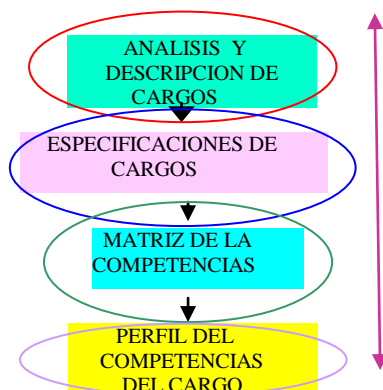 ANALISIS Y
DESCRIPCION DE
CARGOS
ESPECIFICACIONES DE
CARGOS
MATRIZ DE LA
COMPETENCIAS
PERFIL DEL
COMPETENCIAS
DEL CARGO